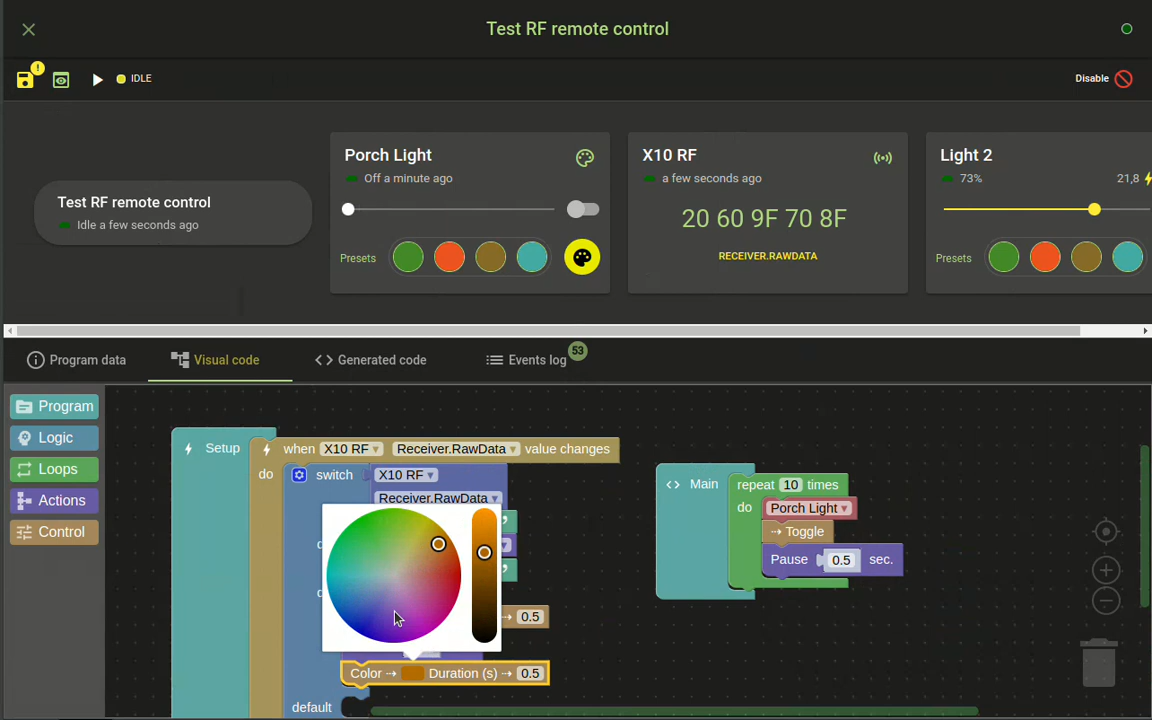 Test RF remote control
!
IDLE
Disable
Test RF remote control
Idle a few seconds ago
Porch Light
Off a minute ago
Presets
X10 RF
a few seconds ago
20 60 9F 70 8F
RECEIVER.RAWDATA
Light 2
73%
21,8
Presets
Program data
Visual code
Generated code
Events log
53
Program
Logic
Loops
Actions
Control
Setup
when X10 RF Receiver.RawData value changes
do switch X10 RF
Receiver.RawData
0.5
Color → Duration (s) → 0.5
default
Main
repeat 10 times
do Porch Light
→ Toggle
Pause 0.5 sec.